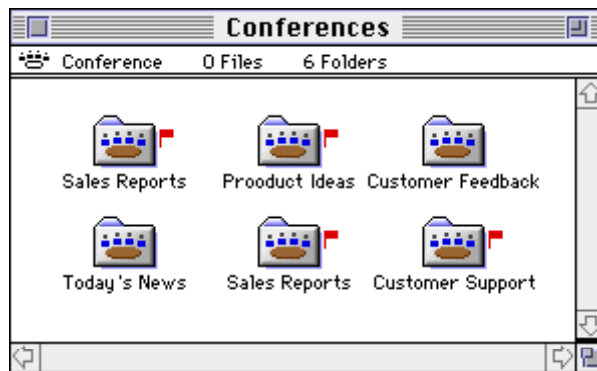 Conferences
Conference 0 Files 6 Folders
Sales Reports Prooduct Ideas Customer Feedback
Today's News Sales Reports Customer Support